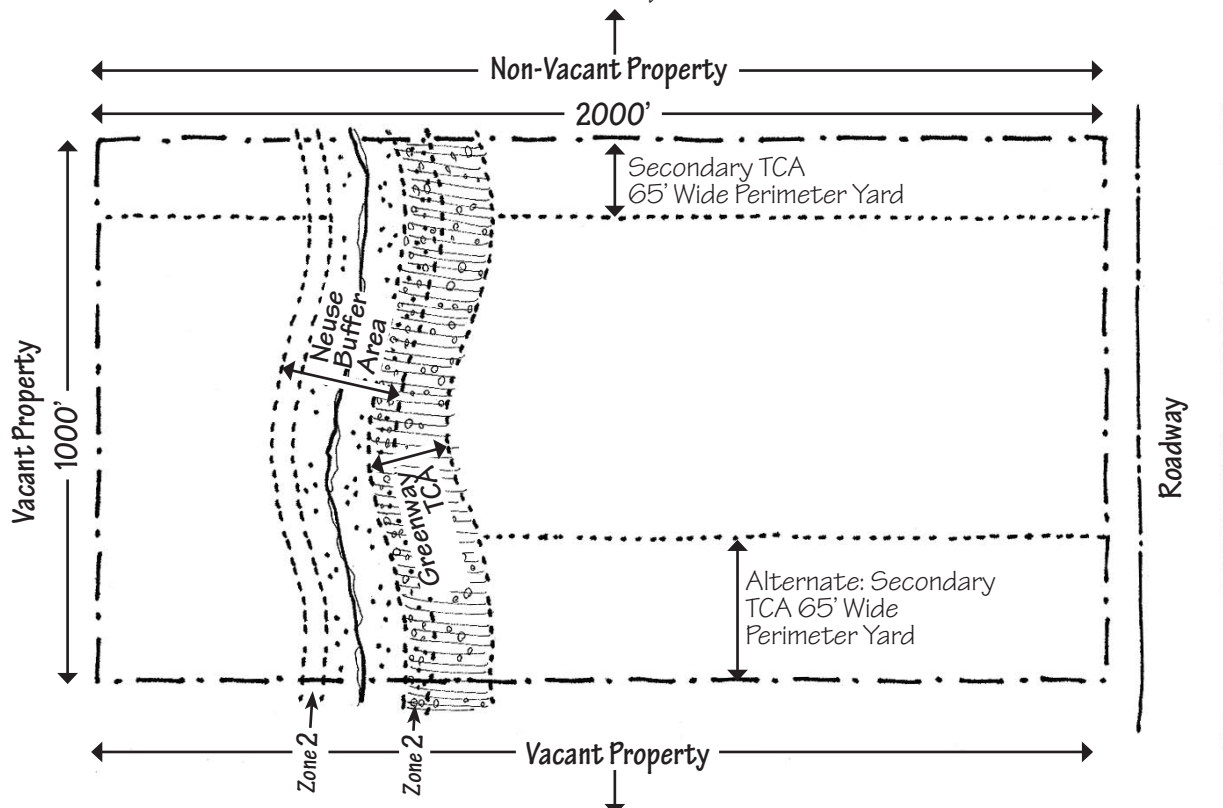 Non-Vacant Property
2000'
Secondary TCA
65' Wide Perimeter Yard
Neuse
Buffer
Area
Vacant Property
1000'
Greenway
TCA
Roadway
Alternate: Secondary
TCA 65' Wide
Perimeter Yard
Zone 2
Zone 2
Vacant Property